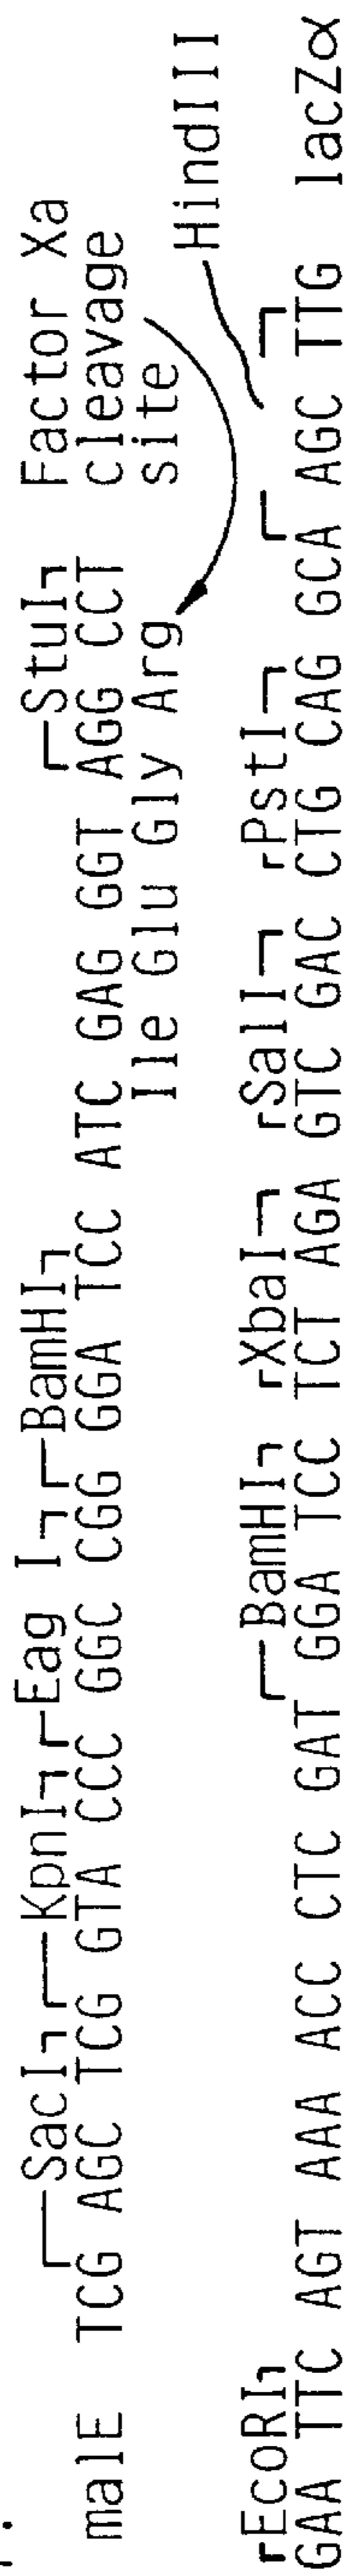 SacI KpnI Eag I BamHI StuI Factor Xa
malE TCG AGC TCG GTA CCC GGC CGG GGA TCC ATC GAG GGT AGG CCT cleavage
Ile Glu Gly Arg site
HindIII
EcoRI BamHI XbaI SalI PstI
GAA TTC AGT AAA ACC CTC GAT GGA TCC TCT AGA GTC GAC CTG CAG GCA AGC TTG lacZα